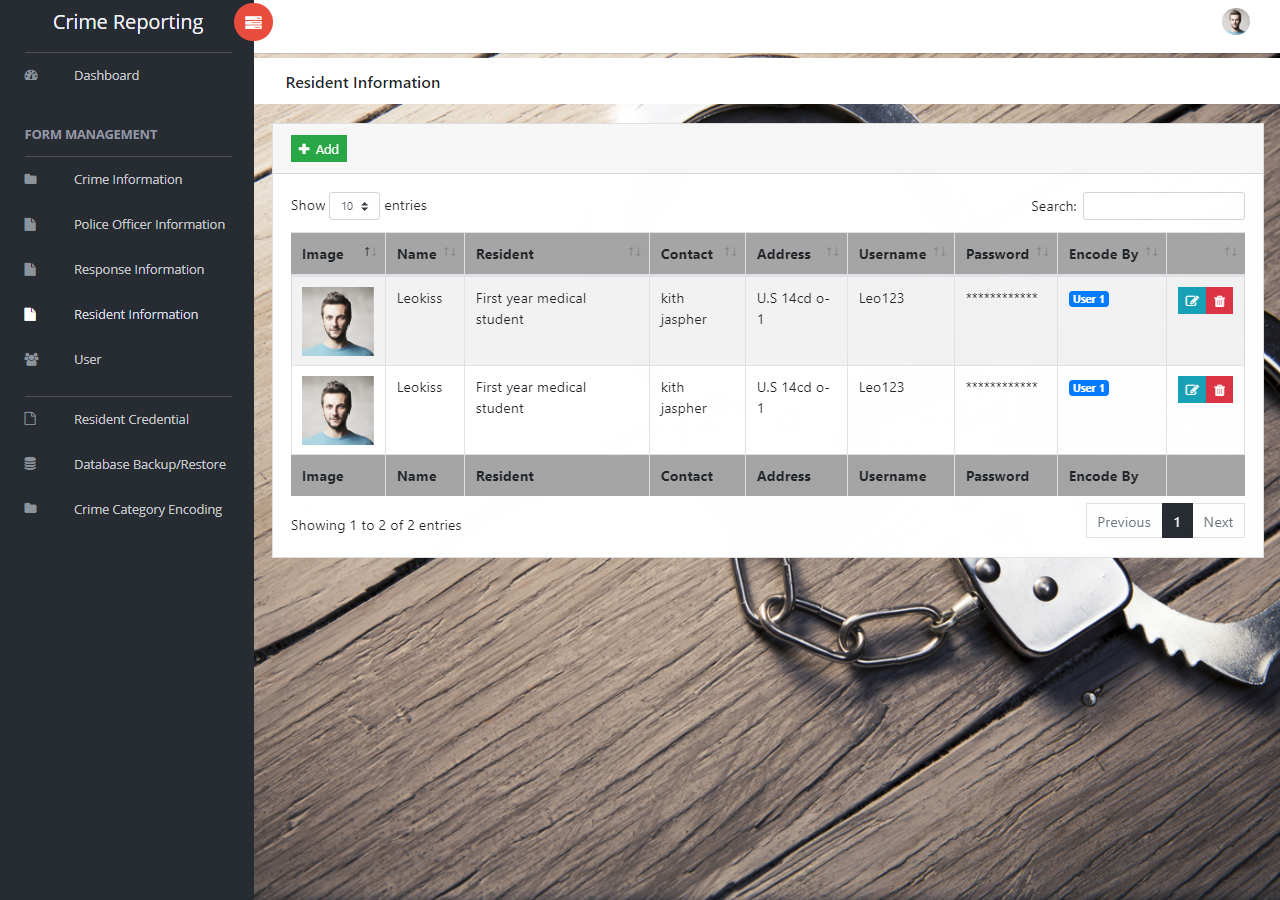 Crime Reporting
Dashboard
FORM MANAGEMENT
Crime Information
Police Officer Information
Response Information
Resident Information
User
Resident Credential
Database Backup/Restore
Crime Category Encoding
Resident Information
Add
Show 10 entries
Search:
Image Name Resident Contact Address Username Password Encode By
Leokiss First year medical kith U.S 14cd o- Leo123 ************ User 1
student jaspher 1
Leokiss First year medical kith U.S 14cd o- Leo123 ************ User 1
student jaspher 1
Image Name Resident Contact Address Username Password Encode By
Showing 1 to 2 of 2 entries
Previous 1 Next